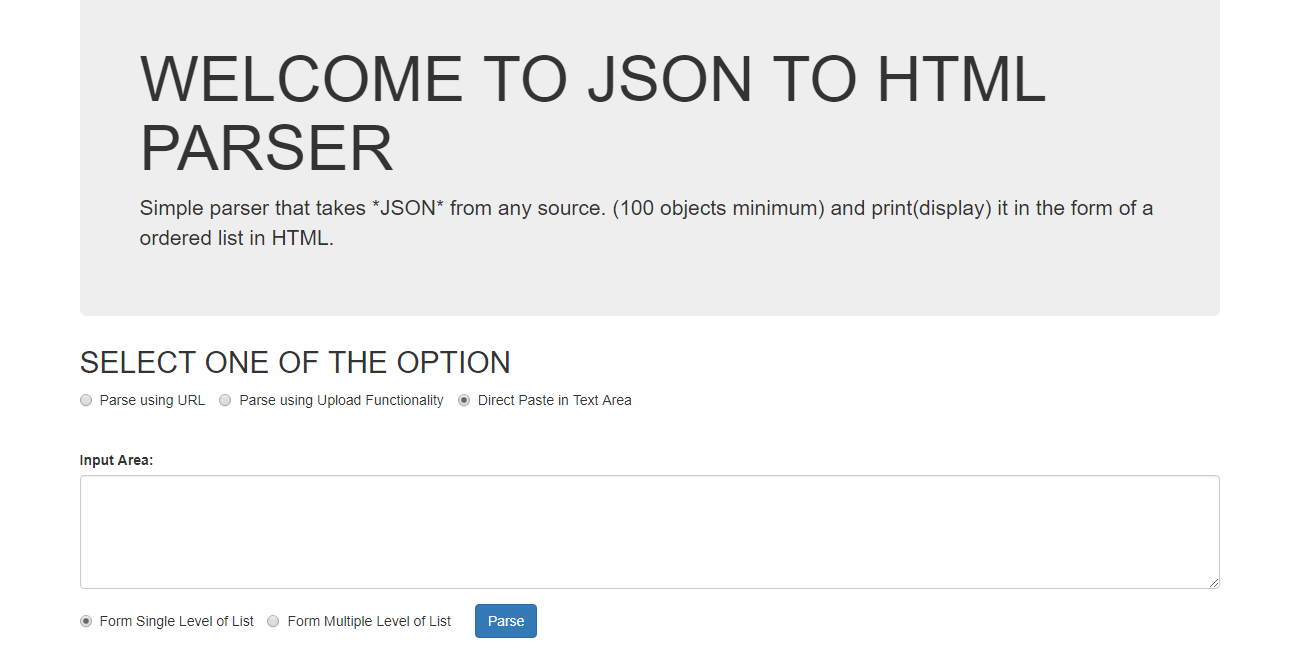 WELCOME TO JSON TO HTML
PARSER
Simple parser that takes *JSON* from any source. (100 objects minimum) and print(display) it in the form of a
ordered list in HTML.
SELECT ONE OF THE OPTION
Parse using URL Parse using Upload Functionality Direct Paste in Text Area
Input Area:
Form Single Level of List Form Multiple Level of List Parse